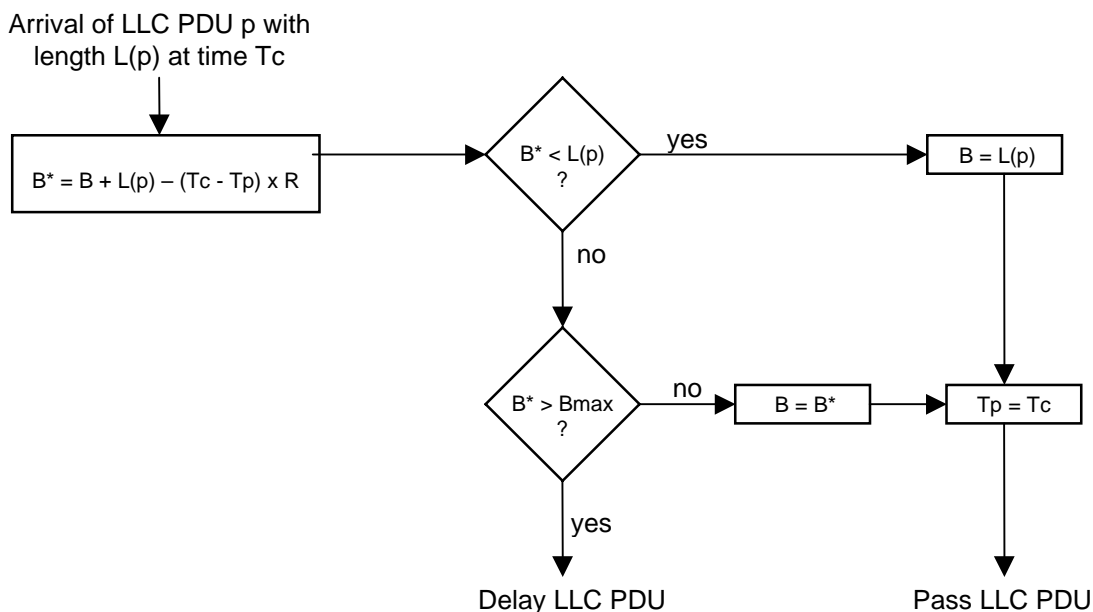 Arrival of LLC PDU p with
length L(p) at time Tc
B* = B + L(p) – (Tc - Tp) x R
B* < L(p)
?
yes
B = L(p)
no
B* > Bmax
?
no
B = B*
Tp = Tc
yes
Delay LLC PDU
Pass LLC PDU